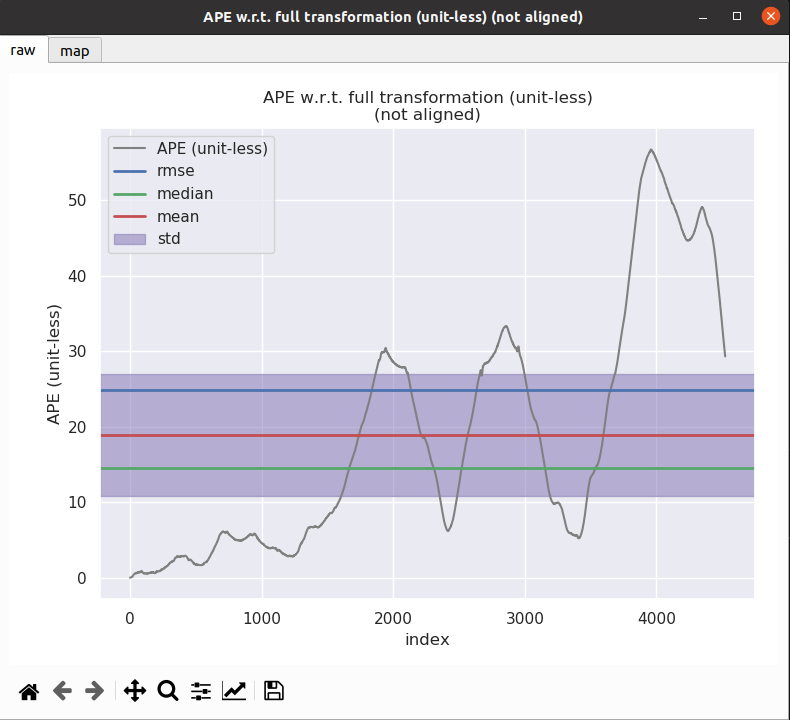 APE w.r.t. full transformation (unit-less) (not aligned)
raw map
APE w.r.t. full transformation (unit-less)
(not aligned)
APE (unit-less)
rmse
median
mean
std
APE (unit-less)
50
40
30
20
10
0
0 1000 2000 3000 4000
index